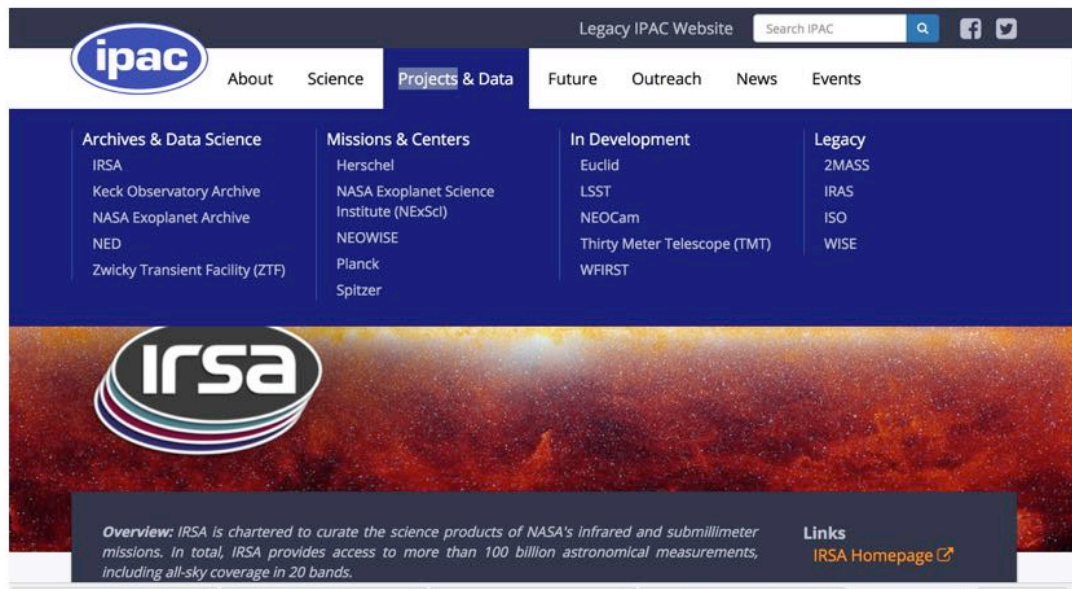 Legacy IPAC Website
Search IPAC
ipac
About
Science
Projects & Data
Future
Outreach
News
Events
Archives & Data Science
IRSA
Keck Observatory Archive
NASA Exoplanet Archive
NED
Zwicky Transient Facility (ZTF)
Missions & Centers
Herschel
NASA Exoplanet Science
Institute (NExScI)
NEOWISE
Planck
Spitzer
In Development
Euclid
LSST
NEOCam
Thirty Meter Telescope (TMT)
WFIRST
Legacy
2MASS
IRAS
ISO
WISE
irsa
Overview: IRSA is chartered to curate the science products of NASA's infrared and submillimeter
missions. In total, IRSA provides access to more than 100 billion astronomical measurements,
including all-sky coverage in 20 bands.
Links
IRSA Homepage